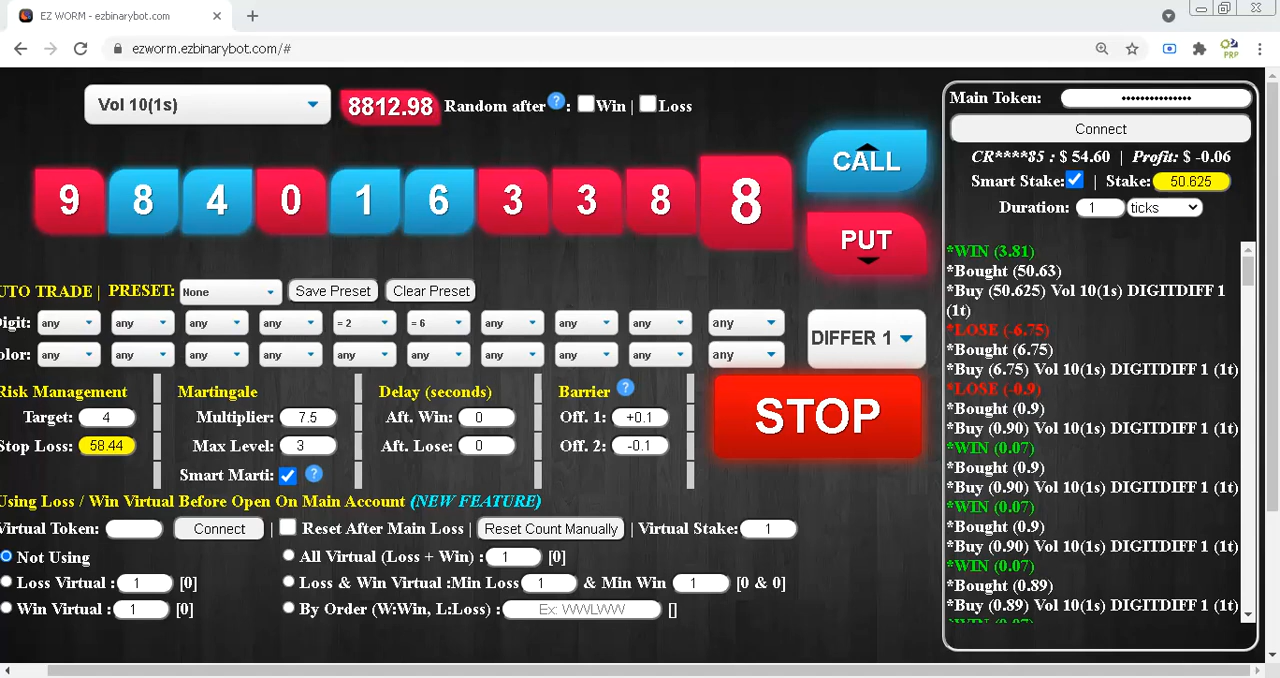 EZ WORM - ezbinarybot.com
ezworm.ezbinarybot.com/#
PRP
Vol 10(1s)
8812.98
Random after ? : Win | Loss
9 8 4 0 1 6 3 3 8 8
CALL
PUT
UTO TRADE | PRESET: None Save Preset Clear Preset
Digit: any any any any = 2 = 6 any any any any
olor: any any any any any any any any any any
DIFFER 1
Risk Management
Target: 4
Stop Loss: 58.44
Martingale
Multiplier: 7.5
Max Level: 3
Smart Marti: ?
Delay (seconds)
Aft. Win: 0
Aft. Lose: 0
Barrier ?
Off. 1: +0.1
Off. 2: -0.1
STOP
Using Loss / Win Virtual Before Open On Main Account (NEW FEATURE)
Virtual Token: Connect | Reset After Main Loss | Reset Count Manually | Virtual Stake: 1
Not Using
All Virtual (Loss + Win) : 1 [0]
Loss Virtual : 1 [0]
Loss & Win Virtual :Min Loss 1 & Min Win 1 [0 & 0]
Win Virtual : 1 [0]
By Order (W:Win, L:Loss) : Ex: WWLWW []
Main Token: •••••••••••••••
Connect
CR****85 : $ 54.60 | Profit: $ -0.06
Smart Stake: | Stake: 50.625
Duration: 1 ticks
*WIN (3.81)
*Bought (50.63)
*Buy (50.625) Vol 10(1s) DIGITDIFF 1
(1t)
*LOSE (-6.75)
*Bought (6.75)
*Buy (6.75) Vol 10(1s) DIGITDIFF 1 (1t)
*LOSE (-0.9)
*Bought (0.9)
*Buy (0.90) Vol 10(1s) DIGITDIFF 1 (1t)
*WIN (0.07)
*Bought (0.9)
*Buy (0.90) Vol 10(1s) DIGITDIFF 1 (1t)
*WIN (0.07)
*Bought (0.9)
*Buy (0.90) Vol 10(1s) DIGITDIFF 1 (1t)
*WIN (0.07)
*Bought (0.89)
*Buy (0.89) Vol 10(1s) DIGITDIFF 1 (1t)
*WIN (0.07)